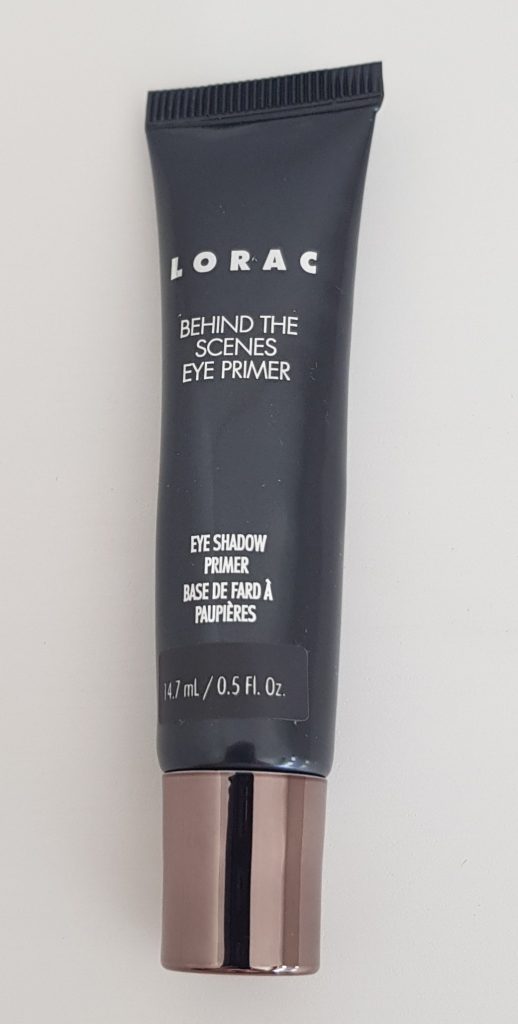 LORAC
BEHIND THE
SCENES
EYE PRIMER
EYE SHADOW
PRIMER
BASE DE FARD À
PAUPIÈRES
14.7 mL / 0.5 Fl. Oz.